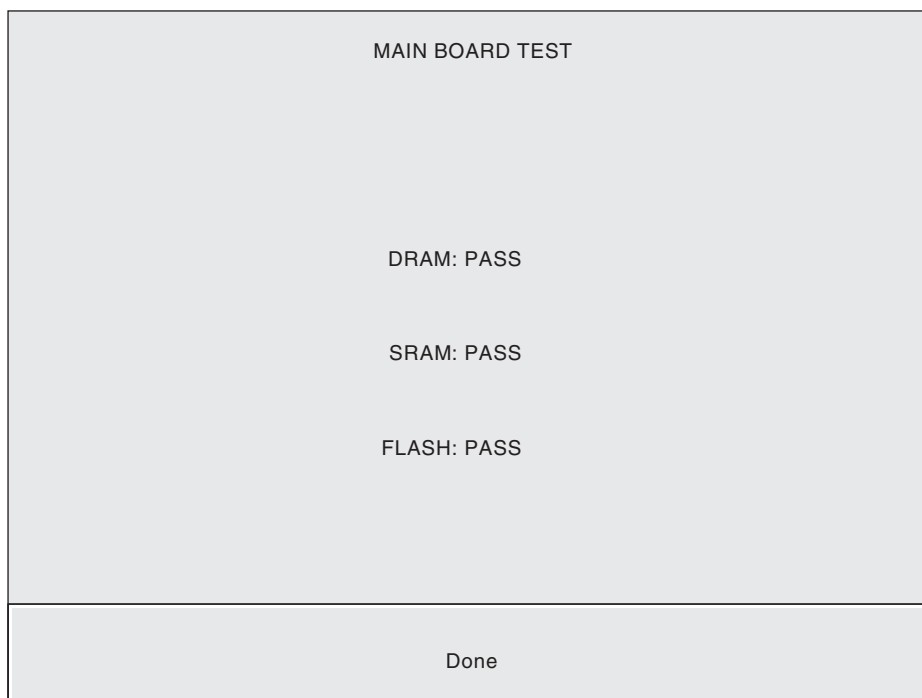 MAIN BOARD TEST
DRAM: PASS
SRAM: PASS
FLASH: PASS
Done